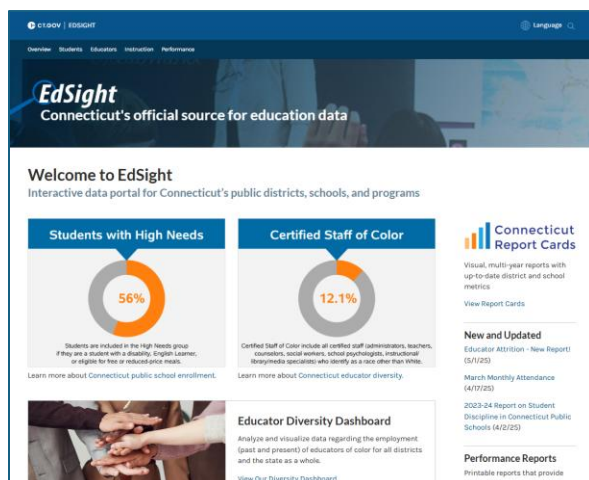 CT.GOV | EDSIGHT
Language
Overview Students Educators Instruction Performance
EdSight
Connecticut's official source for education data
Welcome to EdSight
Interactive data portal for Connecticut's public districts, schools, and programs
Students with High Needs
56%
Students are included in the High Needs group
if they are a student with a disability, English Learner,
or eligible for free or reduced-price meals.
Learn more about Connecticut public school enrollment.
Certified Staff of Color
12.1%
Certified Staff of Color include all certified staff (administrators, teachers,
counselors, social workers, school psychologists, instructional
library/media specialists) who identify as a race other than White.
Learn more about Connecticut educator diversity.
Educator Diversity Dashboard
Analyze and visualize data regarding the employment
(past and present) of educators of color for all districts
and the state as a whole.
View Our Diversity Dashboard
Connecticut
Report Cards
Visual, multi-year reports with
up-to-date district and school
metrics
View Report Cards
New and Updated
Educator Attrition - New Report!
(5/1/25)
March Monthly Attendance
(4/17/25)
2023-24 Report on Student
Discipline in Connecticut Public
Schools (4/2/25)
Performance Reports
Printable reports that provide